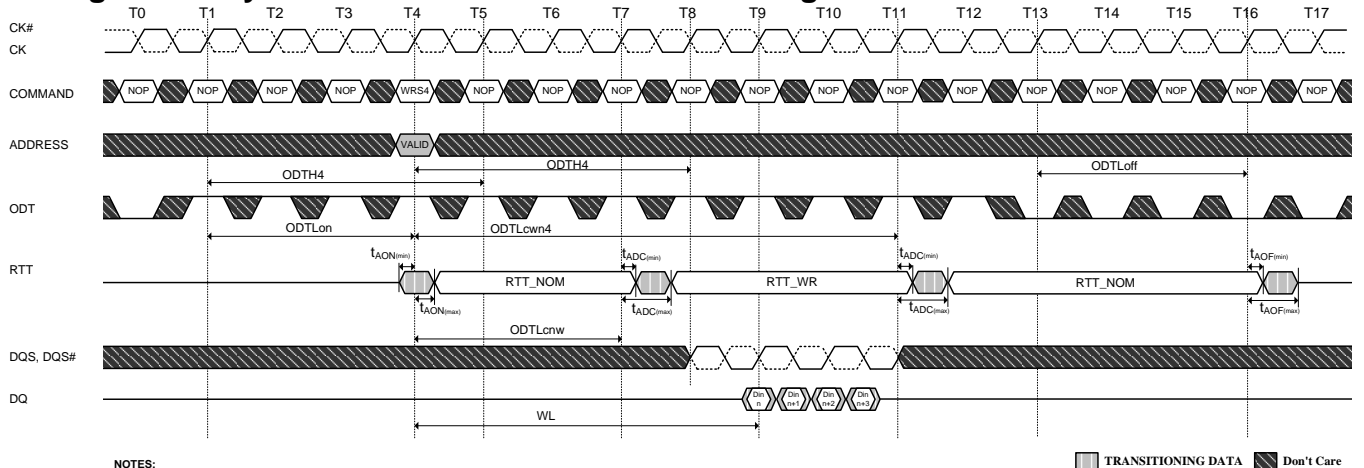 T0 T1 T2 T3 T4 T5 T6 T7 T8 T9 T10 T11 T12 T13 T14 T15 T16 T17
CK#
CK
COMMAND NOP NOP NOP NOP WRS4 NOP NOP NOP NOP NOP NOP NOP NOP NOP NOP NOP NOP NOP
ADDRESS VALID
ODTH4 ODTLoff
ODTH4
ODT
ODTLon ODTLcwn4
tAON(min) tADC(min) tADC(min) tAOF(min)
RTT RTT_NOM RTT_WR RTT_NOM
tAON(max) tADC(max) tADC(max) tAOF(max)
ODTLcnw
DQS, DQS#
DQ Din n Din n+1 Din n+2 Din n+3
WL
NOTES: TRANSITIONING DATA Don't Care